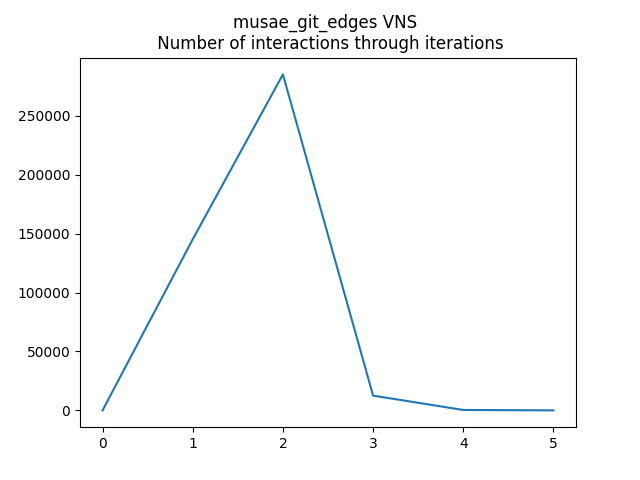 musae_git_edges VNS
Number of interactions through iterations
250000
200000
150000
100000
50000
0
0 1 2 3 4 5